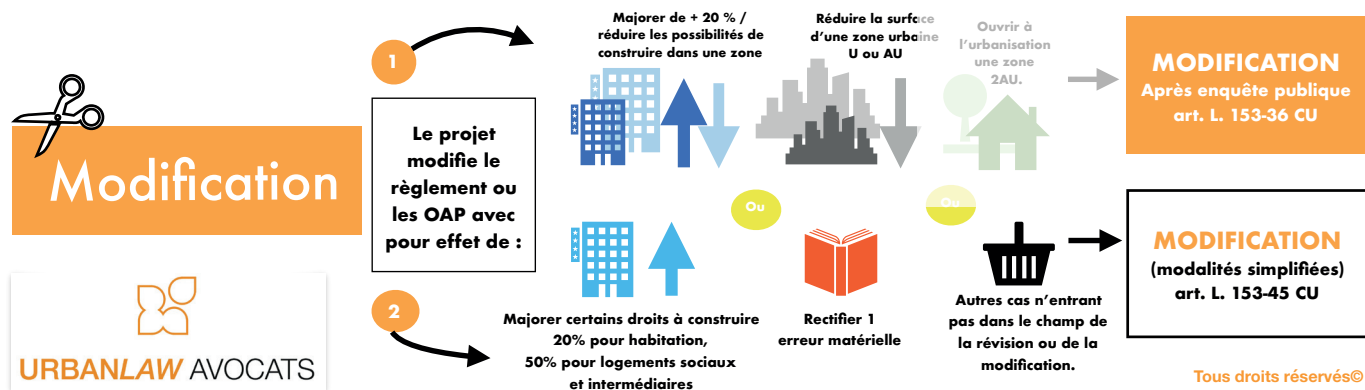 Modification
URBANLAW AVOCATS
Le projet
modifie le
règlement ou
les OAP avec
pour effet de :
1
Majorer de + 20 % /
réduire les possibilités de
construire dans une zone
Réduire la surface
d'une zone urbaine
U ou AU
Ouvrir à
l'urbanisation
une zone
2AU.
MODIFICATION
Après enquête publique
art. L. 153-36 CU
Ou
Ou
2
Majorer certains droits à construire
20% pour habitation,
50% pour logements sociaux
et intermédiaires
Rectifier 1
erreur matérielle
Autres cas n'entrant
pas dans le champ de
la révision ou de la
modification.
MODIFICATION
(modalités simplifiées)
art. L. 153-45 CU
Tous droits réservés©